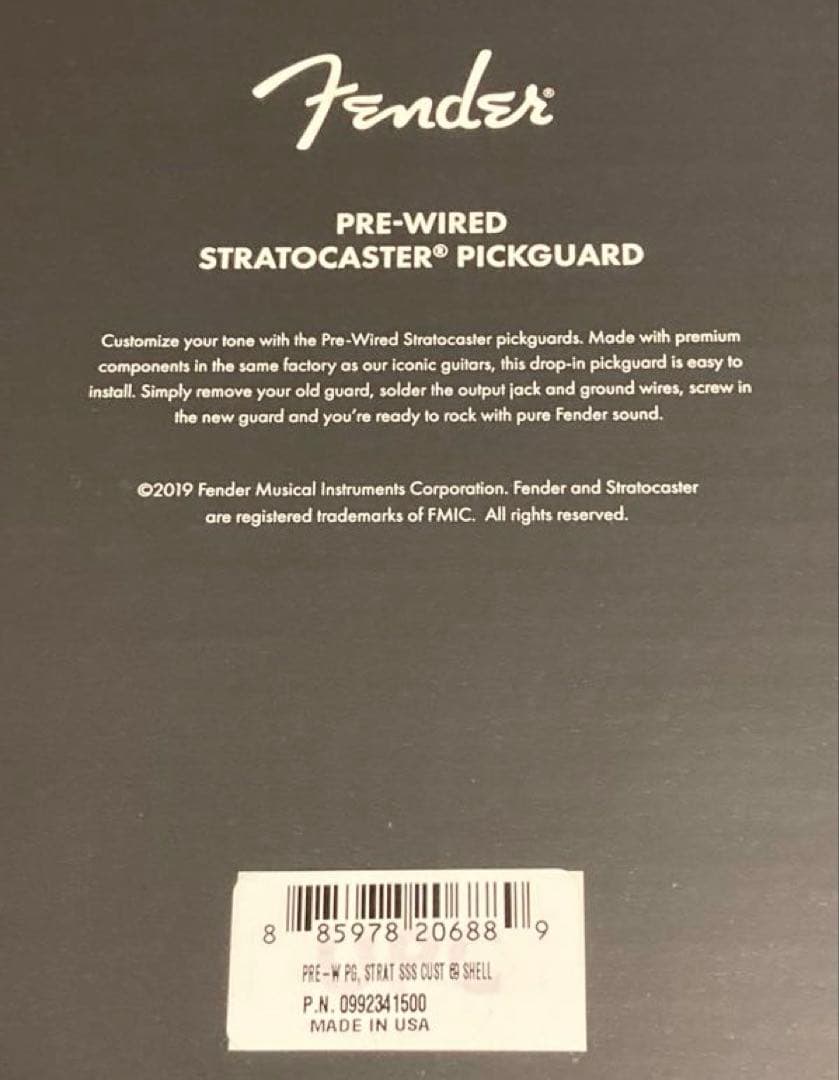 Fender®
PRE-WIRED
STRATOCASTER® PICKGUARD
Customize your tone with the Pre-Wired Stratocaster pickguards. Made with premium
components in the same factory as our iconic guitars, this drop-in pickguard is easy to
install. Simply remove your old guard, solder the output jack and ground wires, screw in
the new guard and you're ready to rock with pure Fender sound.
©2019 Fender Musical Instruments Corporation. Fender and Stratocaster
are registered trademarks of FMIC. All rights reserved.
8 85978 20688 9
PRE-W PG, STRAT SSS CUST 69 SHELL
P.N. 0992341500
MADE IN USA